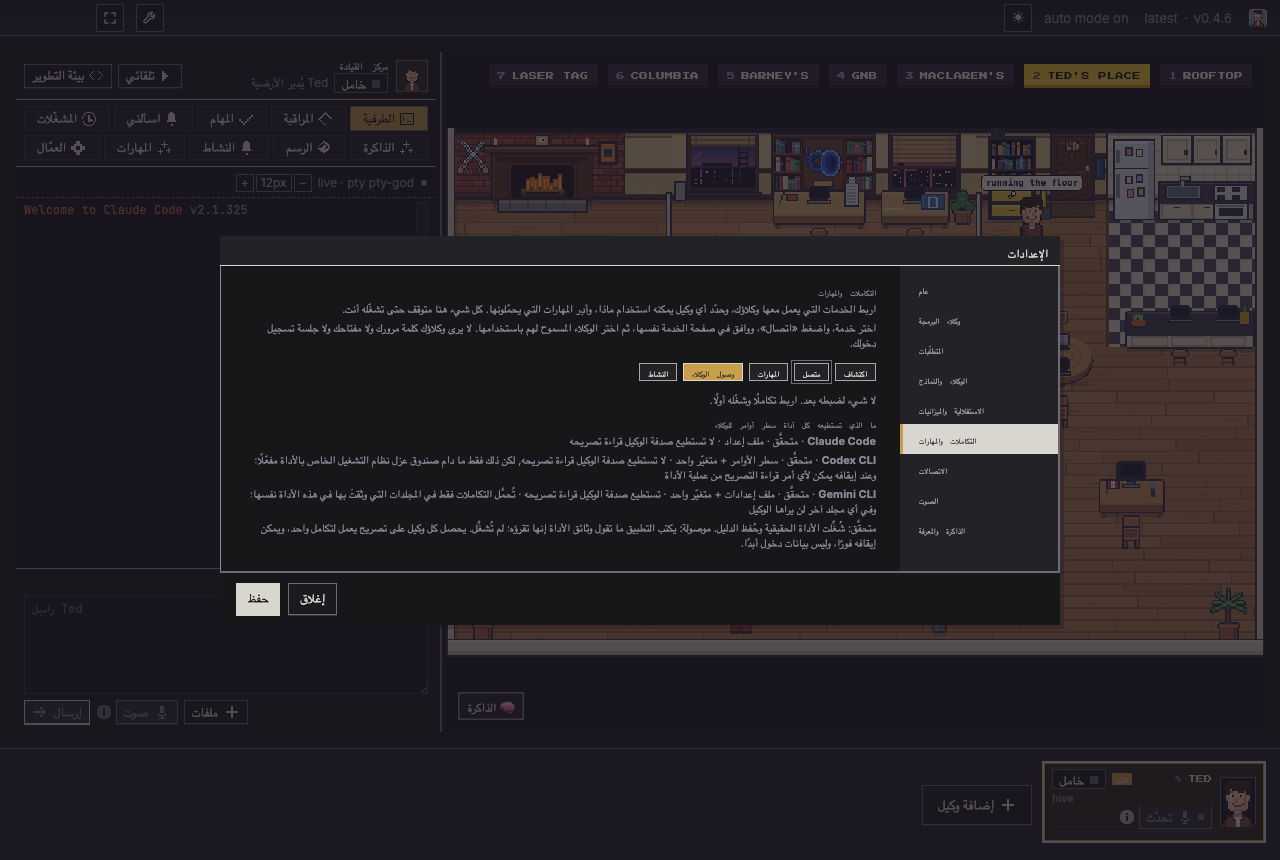 auto mode on
latest · v0.4.6
مركز القيادة
خامل
Ted يُدير الأرضية
تلقائي
بيئة التطوير
الطرفية
المراقبة
المهام
اسألني
المشغّلات
الذاكرة
الرسم
النشاط
المهارات
العمّال
live · pty pty-god
− 12px +
Welcome to Claude Code v2.1.325
7 LASER TAG
6 COLUMBIA
5 BARNEY'S
4 GNB
3 MACLAREN'S
2 TED'S PLACE
1 ROOFTOP
running the floor
الإعدادات
عام
وكلاء البرمجة
المتطلّبات
الوكلاء والنماذج
الاستقلالية والميزانيات
التكاملات والمهارات
الاتصالات
الصوت
الذاكرة والمعرفة
التكاملات والمهارات
اربط الخدمات التي يعمل معها وكلاؤك، وحدّد أي وكيل يمكنه استخدام ماذا، وأدِر المهارات التي يحمّلونها. كل شيء هنا متوقف حتى تشغّله أنت.
اختر خدمة، واضغط «اتصال»، ووافق في صفحة الخدمة نفسها، ثم اختر الوكلاء المسموح لهم باستخدامها. لا يرى وكلاؤك كلمة مرورك ولا مفتاحك ولا جلسة تسجيل
دخولك.
اكتشاف
متصل
المهارات
وصول الوكلاء
النشاط
لا شيء لضبطه بعد. اربط تكاملًا وشغّله أولًا.
ما الذي تستطيعه كل أداة سطر أوامر للوكلاء
Claude Code · متحقَّق · ملف إعداد · لا تستطيع صدفة الوكيل قراءة تصريحه
Codex CLI · متحقَّق · سطر الأوامر + متغيّر واحد · لا تستطيع صدفة الوكيل قراءة تصريحه، لكن ذلك فقط ما دام صندوق عزل نظام التشغيل الخاص بالأداة مفعّلًا؛
وعند إيقافه يمكن لأي أمر قراءة التصريح من عملية الأداة
Gemini CLI · متحقَّق · ملف إعدادات + متغيّر واحد · تستطيع صدفة الوكيل قراءة تصريحه · تُحمَّل التكاملات فقط في المجلدات التي وثقتَ بها في هذه الأداة نفسها؛
وفي أي مجلد آخر لن يراها الوكيل
متحقَّق: شُغِّلت الأداة الحقيقية وحُفظ الدليل. موصولة: يكتب التطبيق ما تقول وثائق الأداة إنها تقرؤه؛ لم تُشغَّل. يحصل كل وكيل على تصريح يعمل لتكامل واحد، ويمكن
إيقافه فورًا، وليس بيانات دخول أبدًا.
إغلاق
حفظ
راسِل Ted
ملفات
صوت
إرسال
الذاكرة
إضافة وكيل
TED
خامل
hive
تحدّث